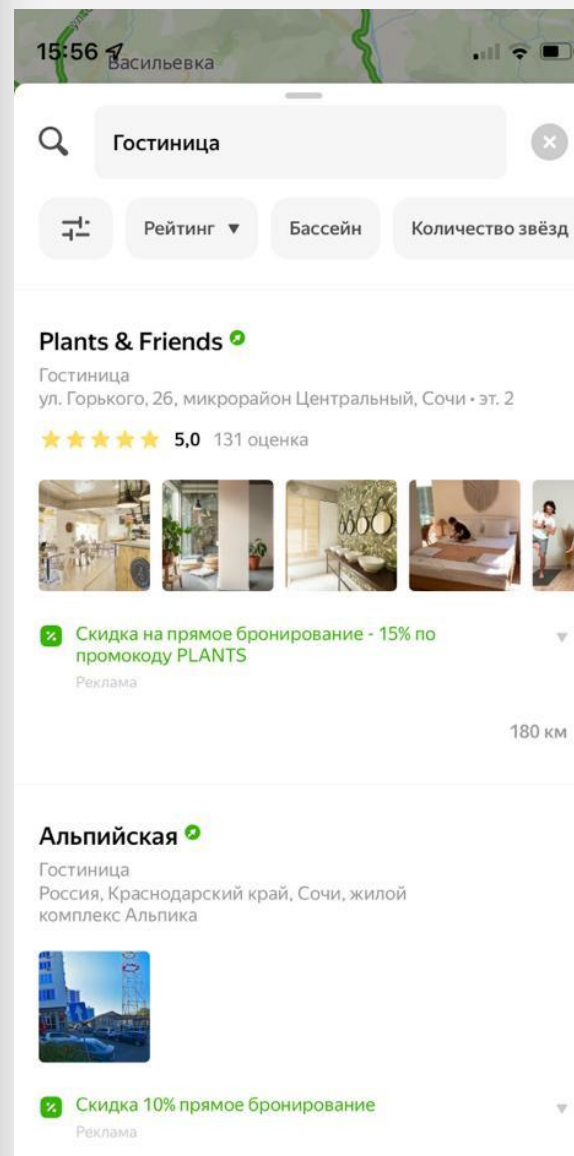 15:56
Васильевка
Гостиница
Рейтинг ▼
Бассейн
Количество звёзд
Plants & Friends
Гостиница
ул. Горького, 26, микрорайон Центральный, Сочи • эт. 2
5,0 131 оценка
Скидка на прямое бронирование - 15% по
промокоду PLANTS
Реклама
180 км
Альпийская
Гостиница
Россия, Краснодарский край, Сочи, жилой
комплекс Альпика
Скидка 10% прямое бронирование
Реклама